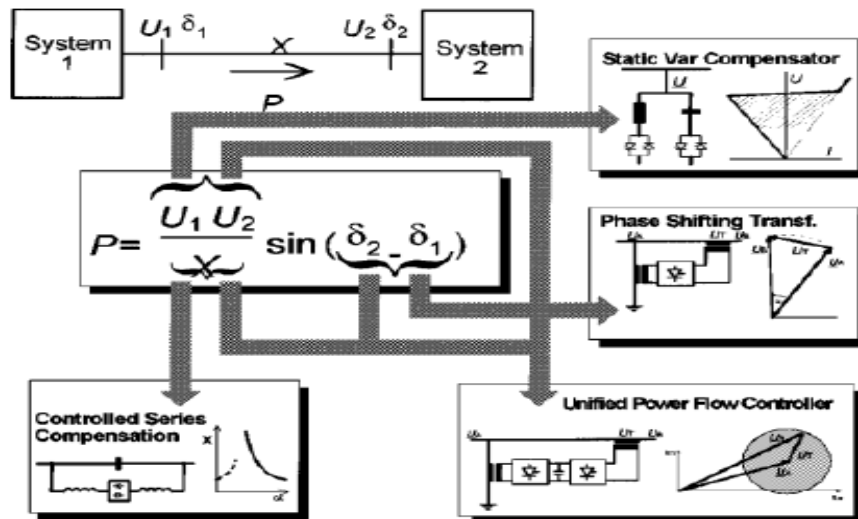 System 1
U₁ δ₁
X
U₂ δ₂
System 2
P
Static Var Compensator
U
U
I
P= U₁ U₂ / X sin (δ₂ - δ₁)
Phase Shifting Transf.
Controlled Series
Compensation
X
Unified Power Flow Controller